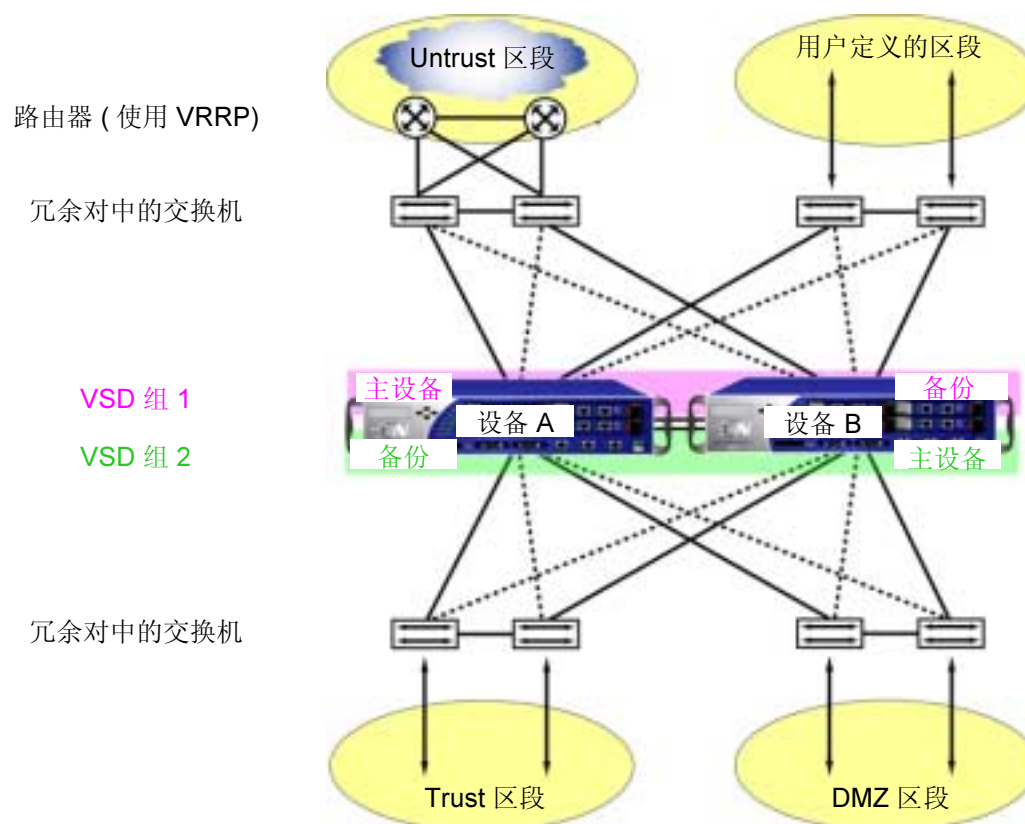 Untrust 区段
用户定义的区段
路由器 ( 使用 VRRP)
冗余对中的交换机
VSD 组 1
主设备
备份
设备 A
设备 B
VSD 组 2
备份
主设备
冗余对中的交换机
Trust 区段
DMZ 区段